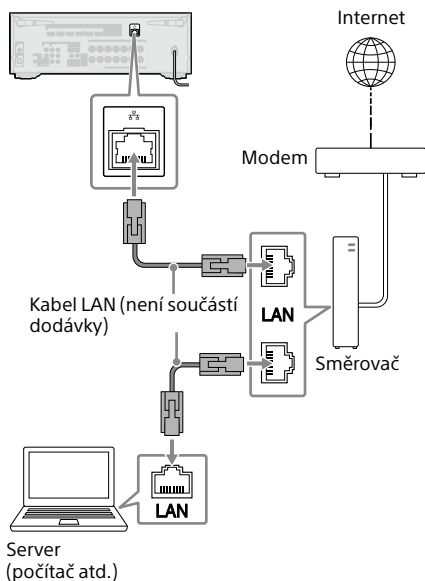 Internet
Modem
Kabel LAN (není součástí
dodávky)
LAN
Směrovač
LAN
Server
(počítač atd.)